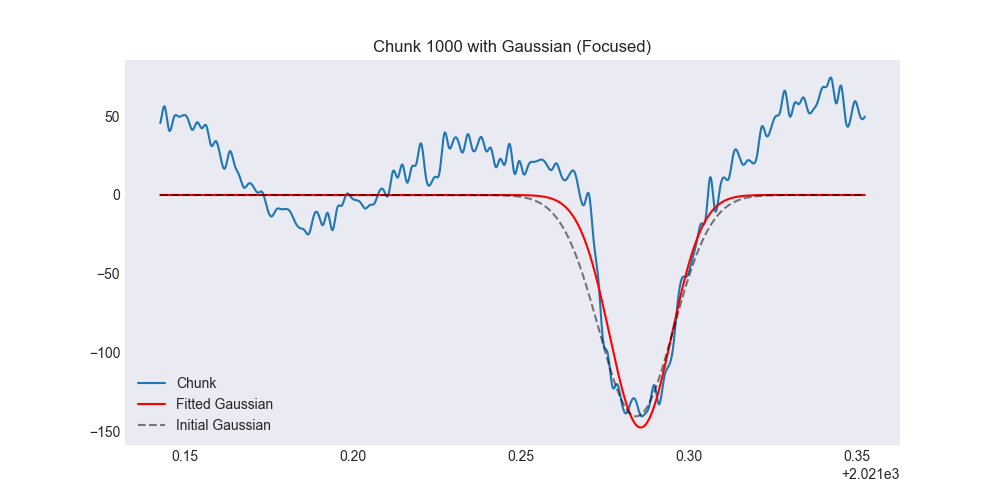 Chunk 1000 with Gaussian (Focused)
50
0
−50
−100
−150
Chunk
Fitted Gaussian
Initial Gaussian
0.15 0.20 0.25 0.30 0.35
+2.021e3